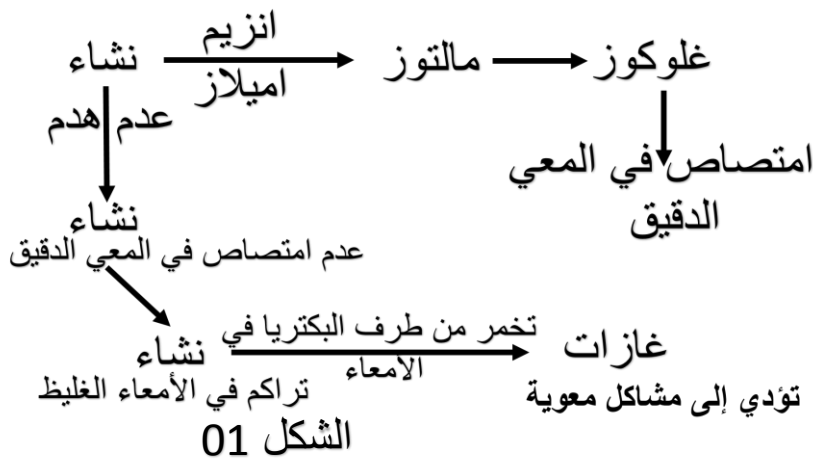 نشاء
انزيم
اميلاز
مالتوز
غلوكوز
عدم هدم
امتصاص في المعي
الدقيق
نشاء
عدم امتصاص في المعي الدقيق
نشاء
تراكم في الأمعاء الغليظ
تخمر من طرف البكتريا في
الامعاء
غازات
تؤدي إلى مشاكل معوية
الشكل 01